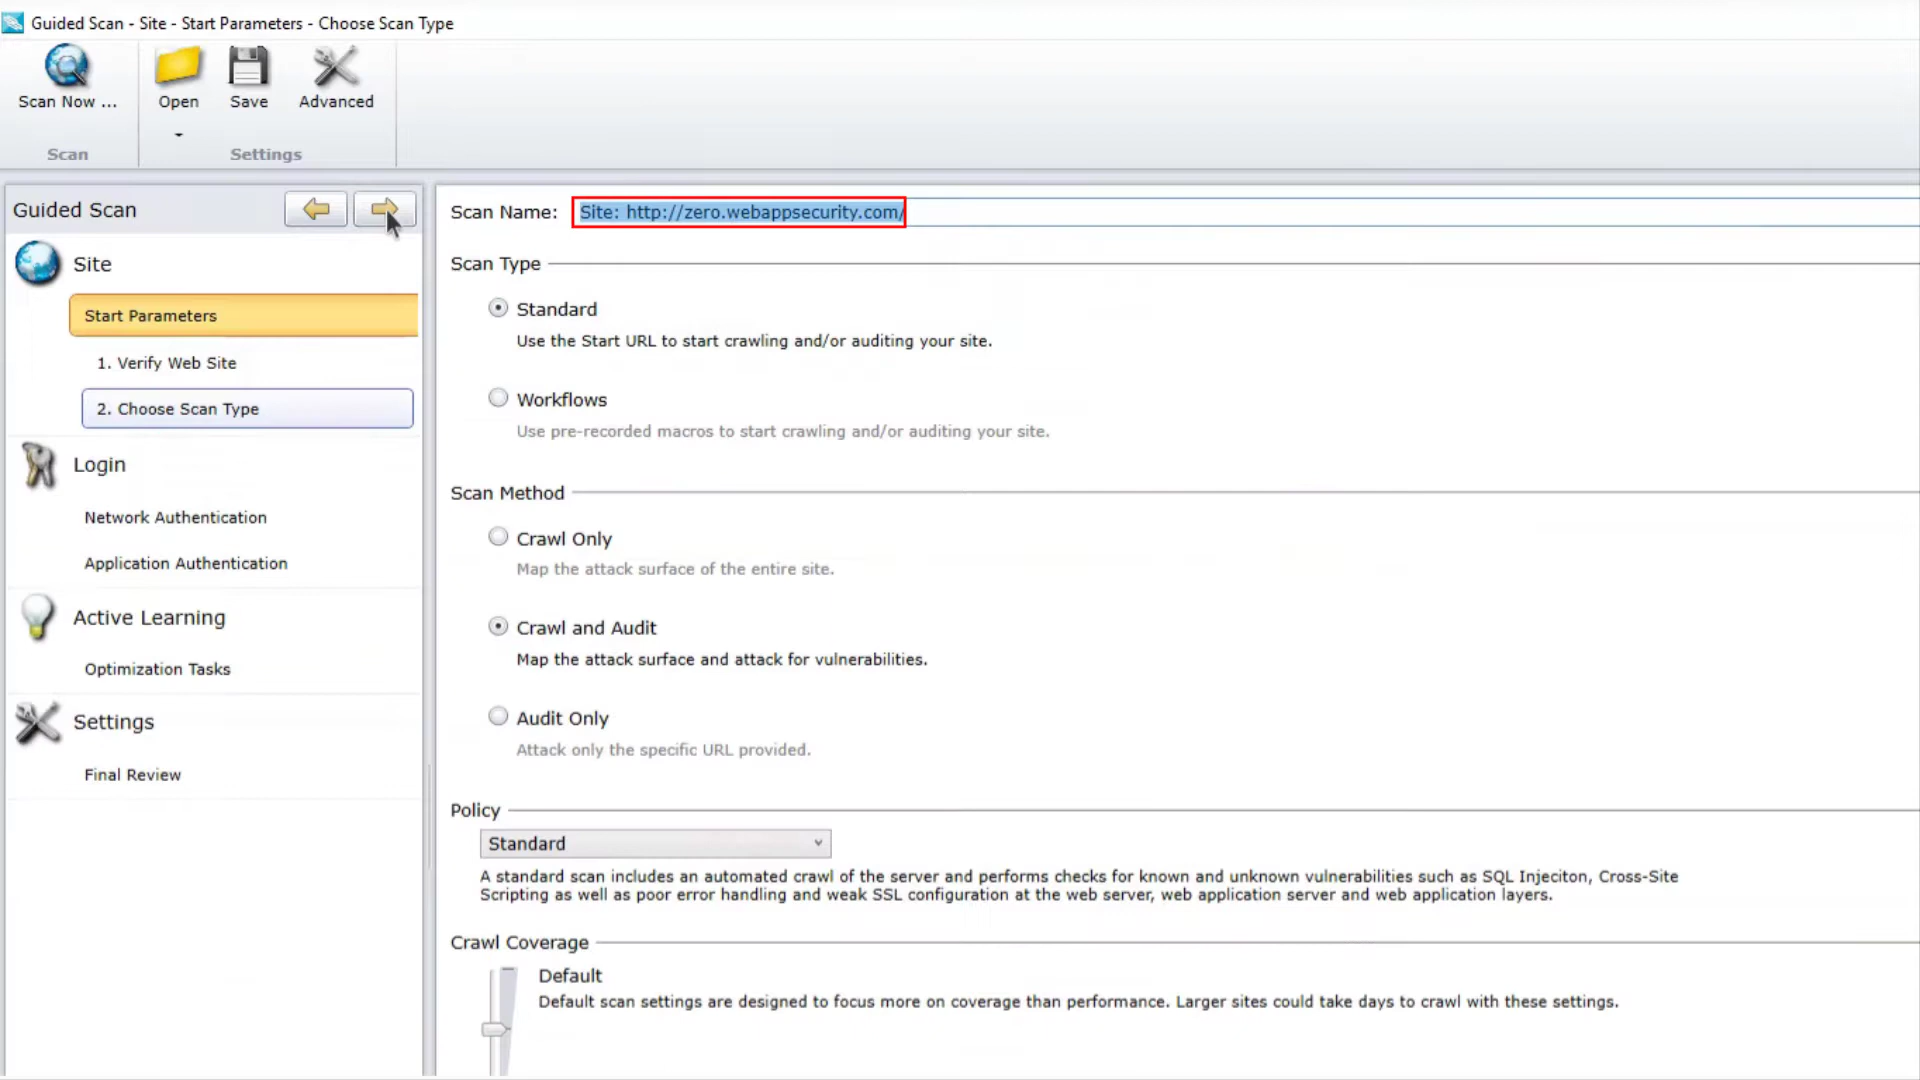 Guided Scan - Site - Start Parameters - Choose Scan Type
Scan Now ...
Open
Save
Advanced
Scan
Settings
Guided Scan
Site
Start Parameters
1. Verify Web Site
2. Choose Scan Type
Login
Network Authentication
Application Authentication
Active Learning
Optimization Tasks
Settings
Final Review
Scan Name: Site: http://zero.webappsecurity.com/
Scan Type
Standard
Use the Start URL to start crawling and/or auditing your site.
Workflows
Use pre-recorded macros to start crawling and/or auditing your site.
Scan Method
Crawl Only
Map the attack surface of the entire site.
Crawl and Audit
Map the attack surface and attack for vulnerabilities.
Audit Only
Attack only the specific URL provided.
Policy
Standard
A standard scan includes an automated crawl of the server and performs checks for known and unknown vulnerabilities such as SQL Injeciton, Cross-Site
Scripting as well as poor error handling and weak SSL configuration at the web server, web application server and web application layers.
Crawl Coverage
Default
Default scan settings are designed to focus more on coverage than performance. Larger sites could take days to crawl with these settings.